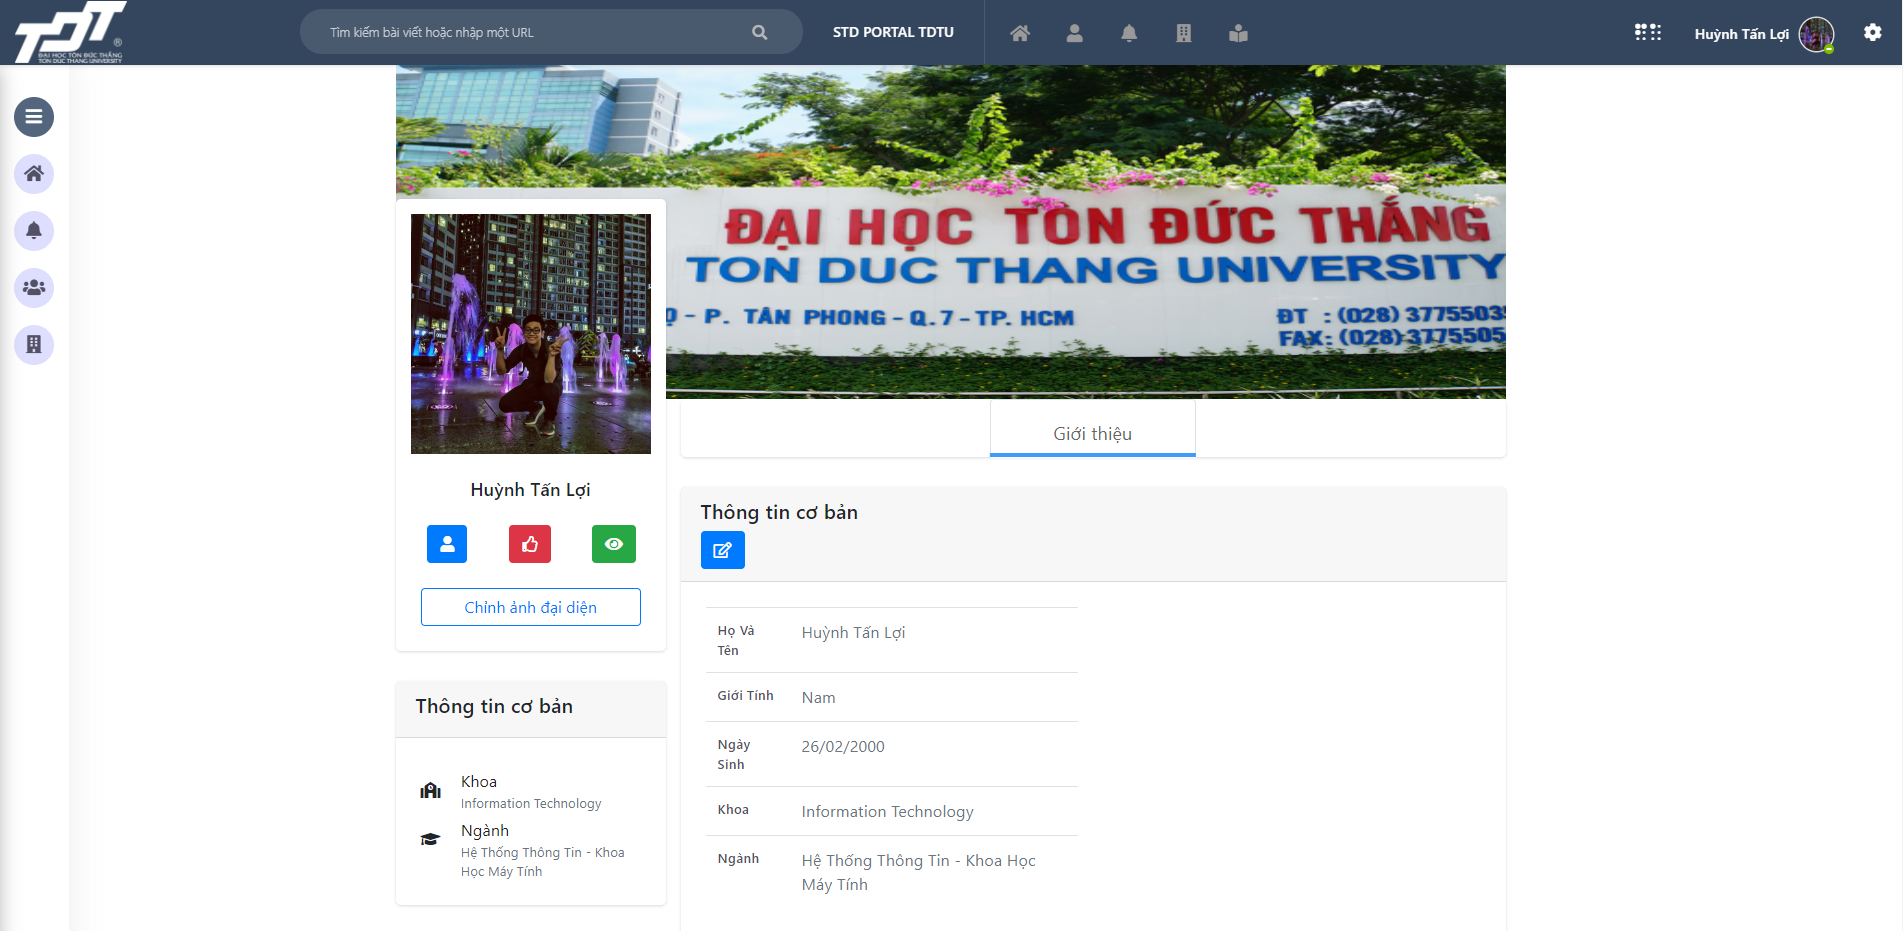 TDT®
ĐẠI HỌC TÔN ĐỨC THẮNG
TON DUC THANG UNIVERSITY
Tìm kiếm bài viết hoặc nhập một URL
STD PORTAL TDTU
Huỳnh Tấn Lợi
ĐẠI HỌC TÔN ĐỨC THẮNG
TON DUC THANG UNIVERSITY
- P. TÂN PHONG - Q.7 - TP. HCM
ĐT : (028) 3775503
FAX: (028) 3775505
Giới thiệu
Huỳnh Tấn Lợi
Chỉnh ảnh đại diện
Thông tin cơ bản
Khoa
Information Technology
Ngành
Hệ Thống Thông Tin - Khoa
Học Máy Tính
Thông tin cơ bản
Họ Và
Tên
Huỳnh Tấn Lợi
Giới Tính
Nam
Ngày
Sinh
26/02/2000
Khoa
Information Technology
Ngành
Hệ Thống Thông Tin - Khoa Học
Máy Tính